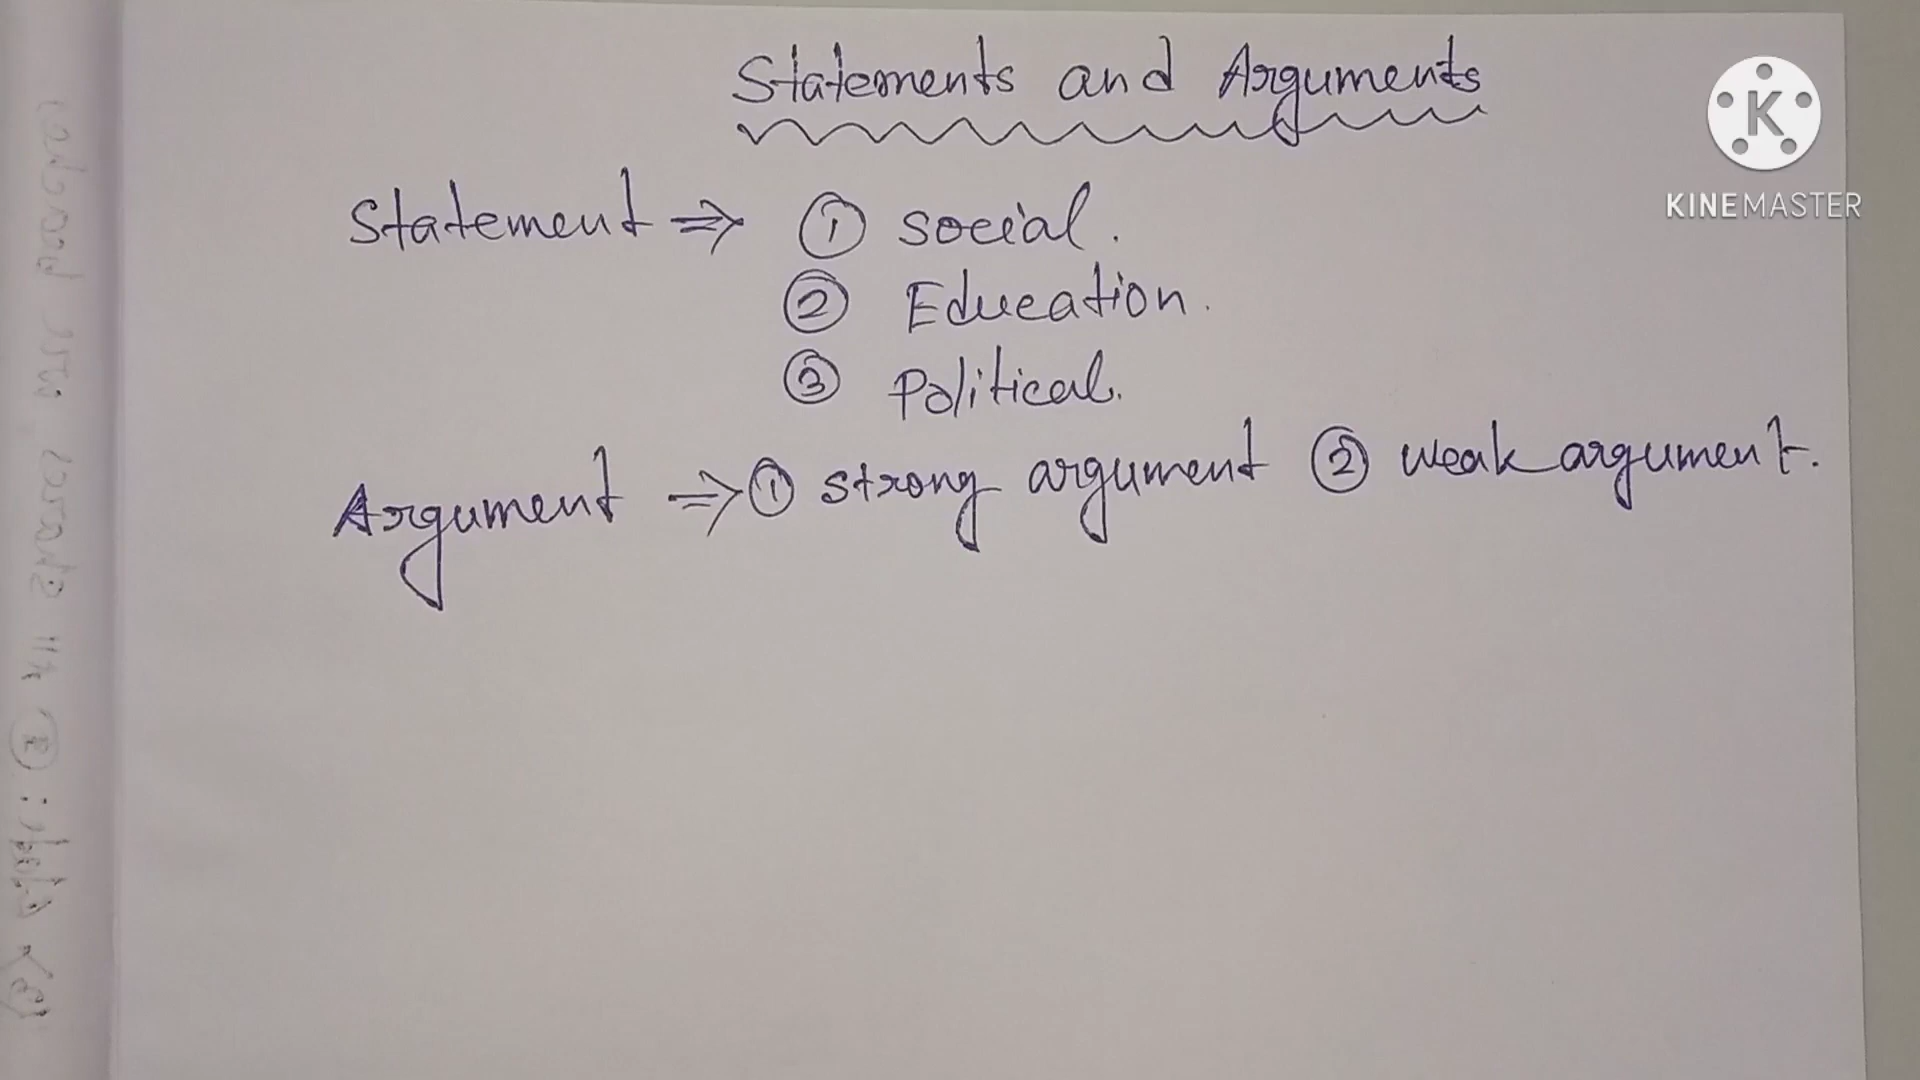 Statements and Arguments
Statement ⇒ ① Social.
② Education.
③ Political.
Argument ⇒ ① strong argument ② weak argument.
K
KINEMASTER